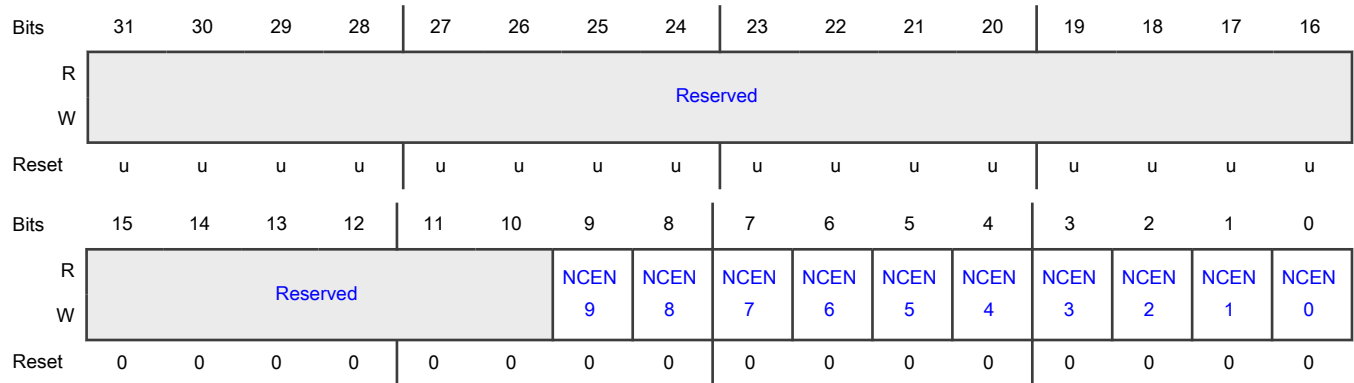 Bits 31 30 29 28 27 26 25 24 23 22 21 20 19 18 17 16
R
Reserved
W
Reset u u u u u u u u u u u u u u u u
Bits 15 14 13 12 11 10 9 8 7 6 5 4 3 2 1 0
R NCEN NCEN NCEN NCEN NCEN NCEN NCEN NCEN NCEN NCEN
Reserved
W 9 8 7 6 5 4 3 2 1 0
Reset 0 0 0 0 0 0 0 0 0 0 0 0 0 0 0 0